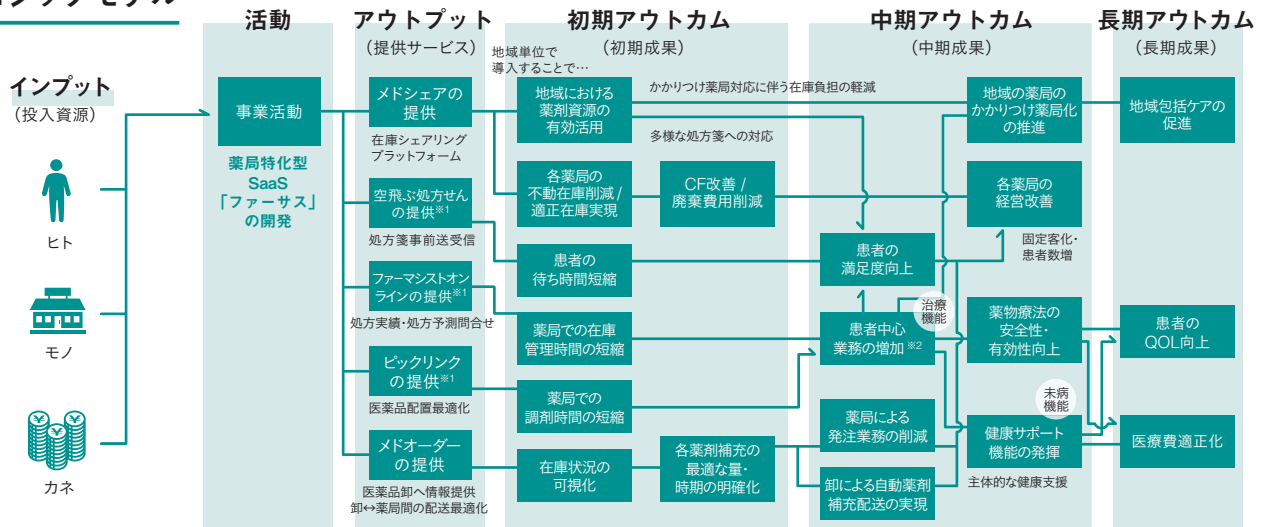 インプット
(投入資源)
ヒト
モノ
カネ
活動
事業活動
薬局特化型
SaaS
「ファーサス」
の開発
アウトプット
(提供サービス)
メドシェアの
提供
在庫シェアリング
プラットフォーム
空飛ぶ処方せん
の提供※1
処方箋事前送受信
ファーマシストオン
ラインの提供※1
処方実績・処方予測問合せ
ピックリンク
の提供※1
医薬品配置最適化
メドオーダー
の提供
医薬品卸へ情報提供
卸↔薬局間の配送最適化
初期アウトカム
(初期成果)
地域単位で
導入することで…
地域における
薬剤資源の
有効活用
かかりつけ薬局対応に伴う在庫負担の軽減
多様な処方箋への対応
各薬局の
不動在庫削減/
適正在庫実現
CF改善/
廃棄費用削減
患者の
待ち時間短縮
薬局での在庫
管理時間の短縮
薬局での
調剤時間の短縮
在庫状況の
可視化
各薬剤補充の
最適な量・
時期の明確化
中期アウトカム
(中期成果)
地域の薬局の
かかりつけ薬局化
の推進
各薬局の
経営改善
固定客化・
患者数増
患者の
満足度向上
治療
機能
患者中心
業務の増加※2
薬物療法の
安全性・
有効性向上
未病
機能
薬局による
発注業務の削減
健康サポート
機能の発揮
主体的な健康支援
卸による自動薬剤
補充配送の実現
長期アウトカム
(長期成果)
地域包括ケアの
促進
患者の
QOL向上
医療費適正化